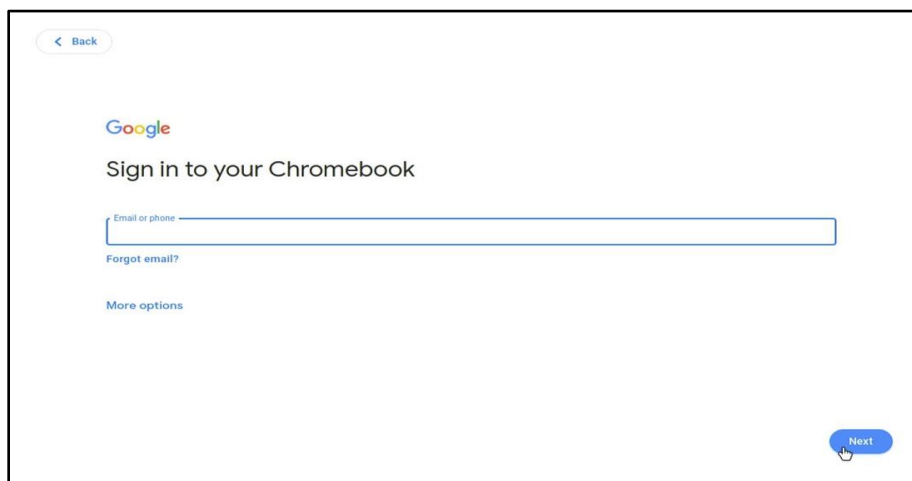 Back
Google
Sign in to your Chromebook
Email or phone
Forgot email?
More options
Next